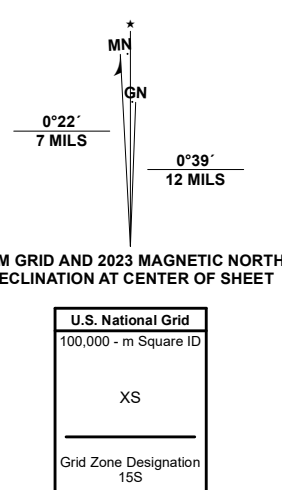 MN
GN
0°22´
7 MILS
0°39´
12 MILS
M GRID AND 2023 MAGNETIC NORTH
ECLINATION AT CENTER OF SHEET
U.S. National Grid
100,000 - m Square ID
XS
Grid Zone Designation
15S